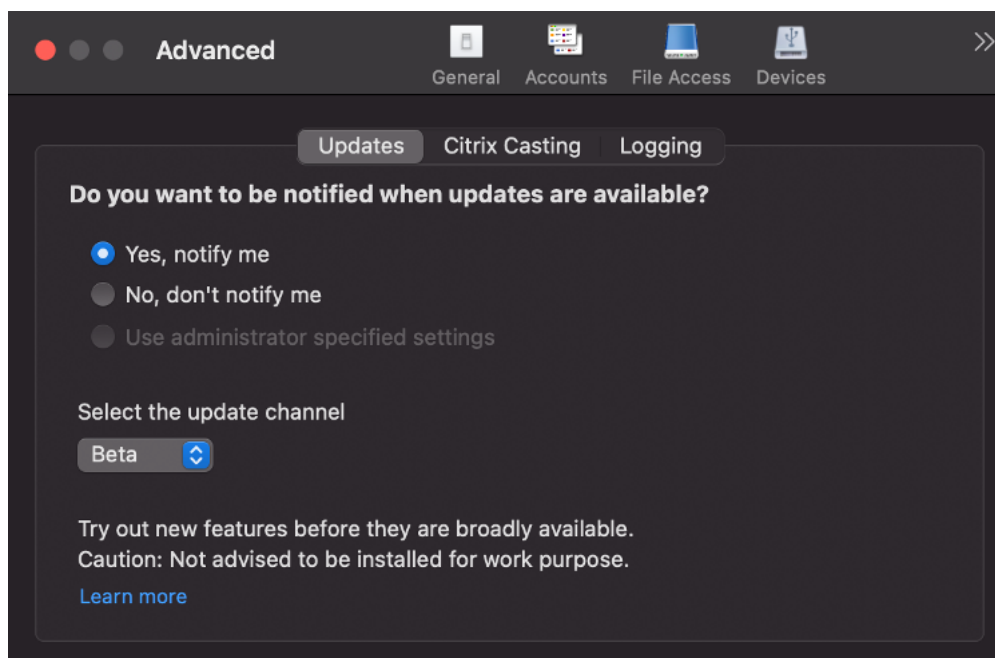 Advanced
General Accounts File Access Devices
Updates Citrix Casting Logging
Do you want to be notified when updates are available?
Yes, notify me
No, don't notify me
Use administrator specified settings
Select the update channel
Beta
Try out new features before they are broadly available.
Caution: Not advised to be installed for work purpose.
Learn more